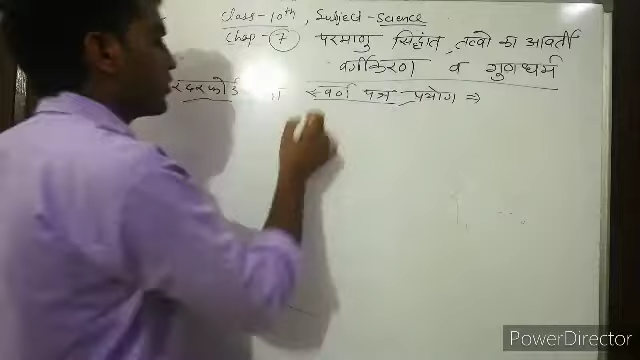 Class-10th, Subject-Science
Chap-7 परमाणु सिद्धांत, तत्वो का आवर्ती
वर्गीकरण व गुणधर्म
रदरफोर्ड स्वर्ण पत्र प्रयोग ⇒
PowerDirector